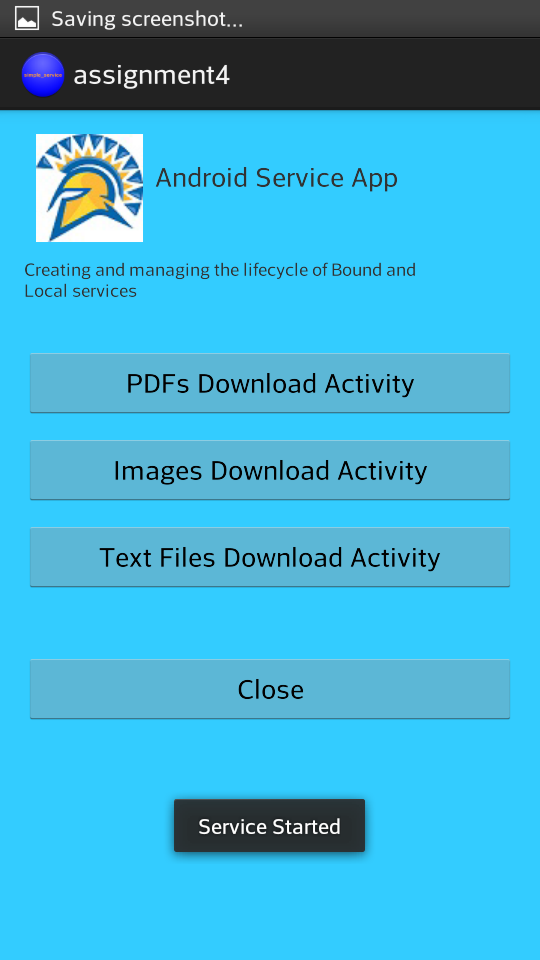 Saving screenshot...
simple_service
assignment4
Android Service App
Creating and managing the lifecycle of Bound and
Local services
PDFs Download Activity
Images Download Activity
Text Files Download Activity
Close
Service Started